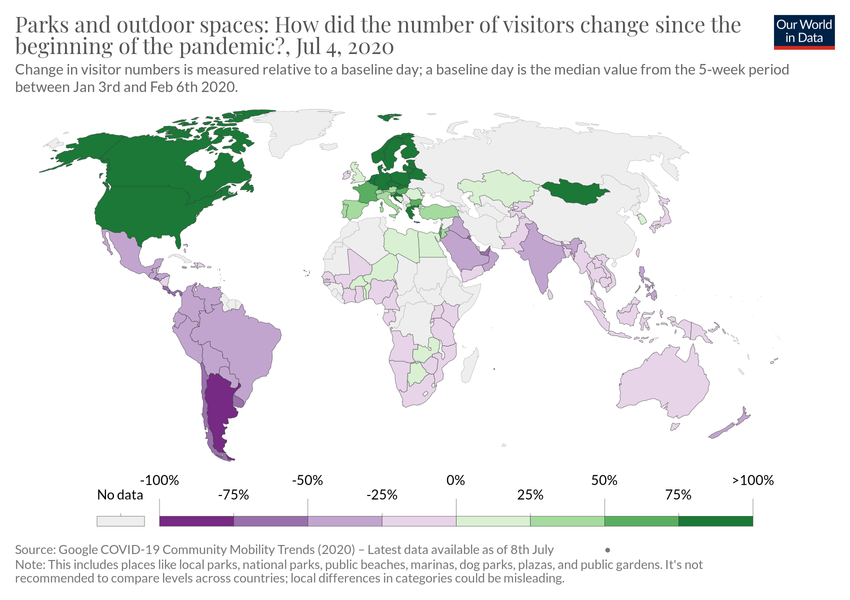 Parks and outdoor spaces: How did the number of visitors change since the
beginning of the pandemic?, Jul 4, 2020
Our World
in Data
Change in visitor numbers is measured relative to a baseline day; a baseline day is the median value from the 5-week period
between Jan 3rd and Feb 6th 2020.
-100% -50% 0% 50% >100%
No data -75% -25% 25% 75%
Source: Google COVID-19 Community Mobility Trends (2020) – Latest data available as of 8th July •
Note: This includes places like local parks, national parks, public beaches, marinas, dog parks, plazas, and public gardens. It's not
recommended to compare levels across countries; local differences in categories could be misleading.